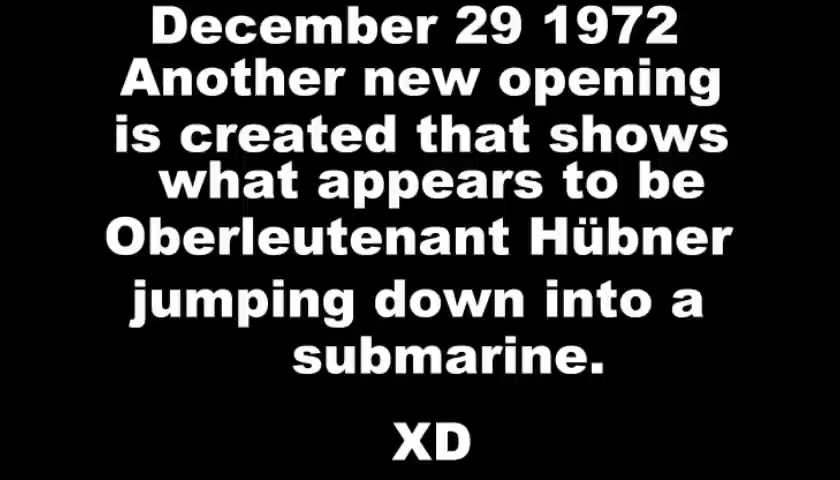 December 29 1972
Another new opening
is created that shows
what appears to be
Oberleutenant Hübner
jumping down into a
submarine.
XD